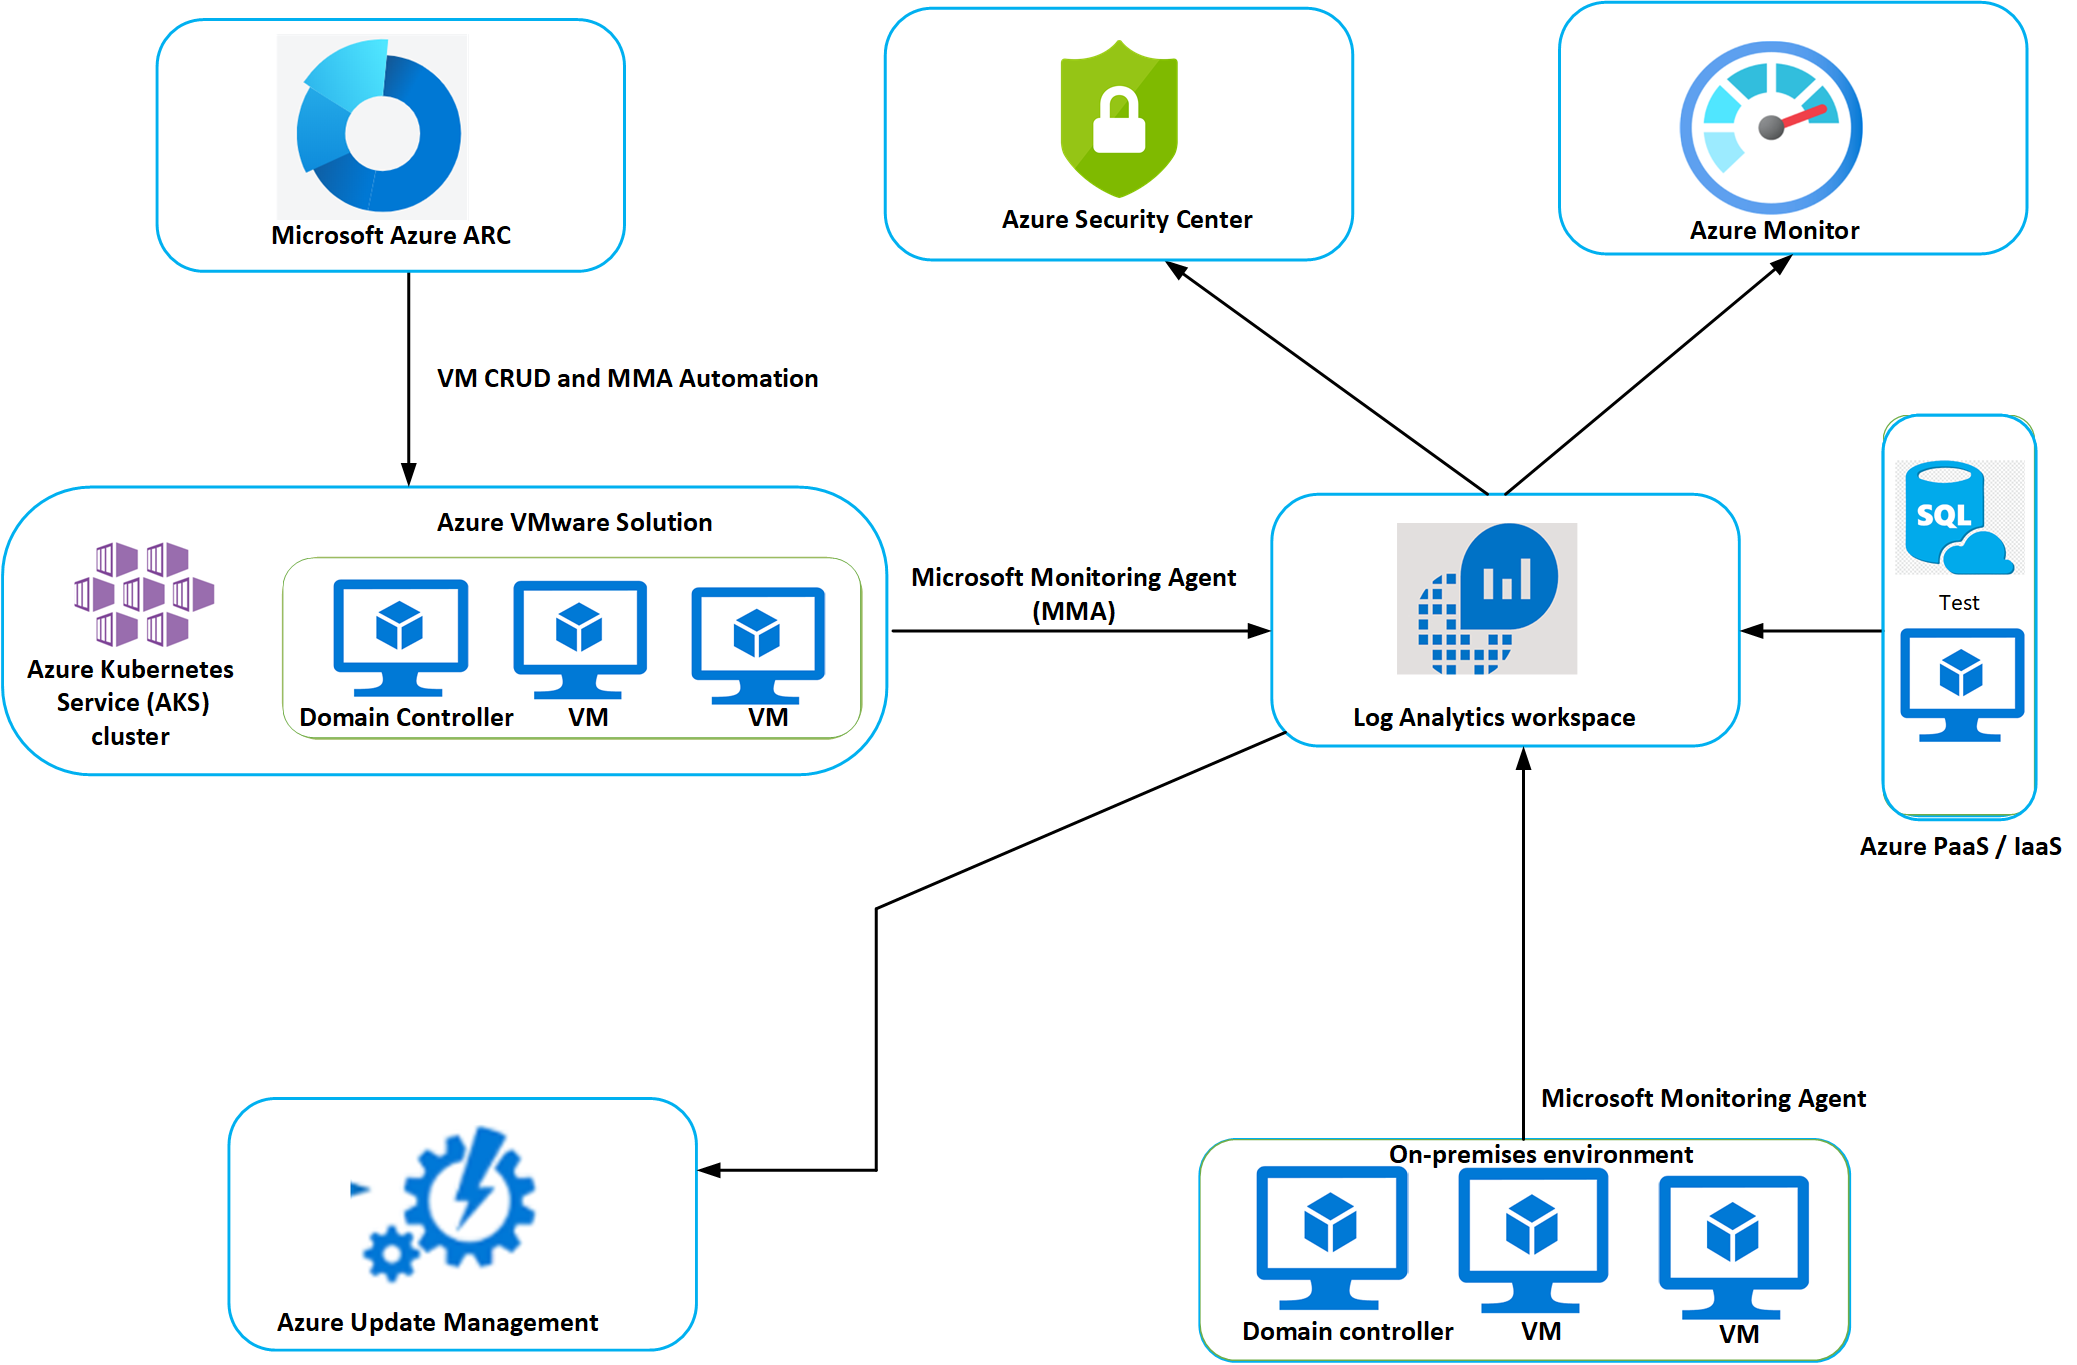 Microsoft Azure ARC
Azure Security Center
Azure Monitor
VM CRUD and MMA Automation
Azure VMware Solution
Azure Kubernetes
Service (AKS)
cluster
Domain Controller
VM
VM
Microsoft Monitoring Agent
(MMA)
Log Analytics workspace
SQL
Test
Azure PaaS / IaaS
Azure Update Management
Microsoft Monitoring Agent
On-premises environment
Domain controller
VM
VM